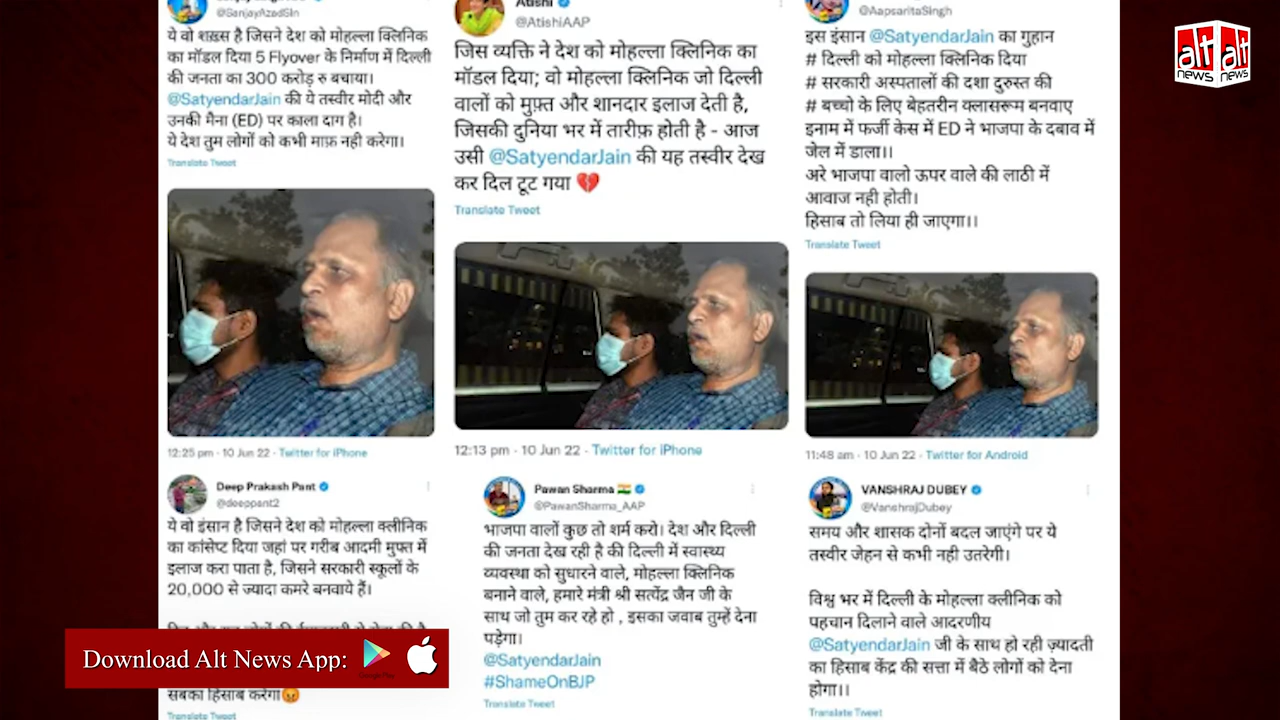 @SanjayAzadSln
ये वो शख़्स है जिसने देश को मोहल्ला क्लिनिक
का मॉडल दिया 5 Flyover के निर्माण में दिल्ली
की जनता का 300 करोड़ रु बचाया।
@SatyendarJain की ये तस्वीर मोदी और
उनकी मैना (ED) पर काला दाग है।
ये देश तुम लोगों को कभी माफ़ नही करेगा।
Translate Tweet
12:25 pm · 10 Jun 22 · Twitter for iPhone
Atishi
@AtishiAAP
जिस व्यक्ति ने देश को मोहल्ला क्लिनिक का
मॉडल दिया; वो मोहल्ला क्लिनिक जो दिल्ली
वालों को मुफ़्त और शानदार इलाज देती है,
जिसकी दुनिया भर में तारीफ़ होती है - आज
उसी @SatyendarJain की यह तस्वीर देख
कर दिल टूट गया 💔
Translate Tweet
12:13 pm · 10 Jun 22 · Twitter for iPhone
@AapsaritaSingh
इस इंसान @SatyendarJain का गुहान
# दिल्ली को मोहल्ला क्लिनिक दिया
# सरकारी अस्पतालों की दशा दुरुस्त की
# बच्चो के लिए बेहतरीन क्लासरूम बनवाए
इनाम में फर्जी केस में ED ने भाजपा के दबाव में
जेल में डाला।।
अरे भाजपा वालो ऊपर वाले की लाठी में
आवाज नही होती।
हिसाब तो लिया ही जाएगा।।
Translate Tweet
11:48 am · 10 Jun 22 · Twitter for Android
Deep Prakash Pant
@deeppant2
ये वो इंसान है जिसने देश को मोहल्ला क्लीनिक
का कांसेप्ट दिया जहां पर गरीब आदमी मुफ्त में
इलाज करा पाता है, जिसने सरकारी स्कूलों के
20,000 से ज्यादा कमरे बनवाये हैं।
सबका हिसाब करेगा😡
Translate Tweet
Pawan Sharma 🇮🇳
@PawanSharma_AAP
भाजपा वालों कुछ तो शर्म करो। देश और दिल्ली
की जनता देख रही है की दिल्ली में स्वास्थ्य
व्यवस्था को सुधारने वाले, मोहल्ला क्लिनिक
बनाने वाले, हमारे मंत्री श्री सत्येंद्र जैन जी के
साथ जो तुम कर रहे हो , इसका जवाब तुम्हें देना
पड़ेगा।
@SatyendarJain
#ShameOnBJP
Translate Tweet
VANSHRAJ DUBEY
@VanshrajDubey
समय और शासक दोनों बदल जाएंगे पर ये
तस्वीर जेहन से कभी नही उतरेगी।
विश्व भर में दिल्ली के मोहल्ला क्लीनिक को
पहचान दिलाने वाले आदरणीय
@SatyendarJain जी के साथ हो रही ज़्यादती
का हिसाब केंद्र की सत्ता में बैठे लोगों को देना
होगा।।
Translate Tweet
Download Alt News App:
Google Play
alt news
alt news